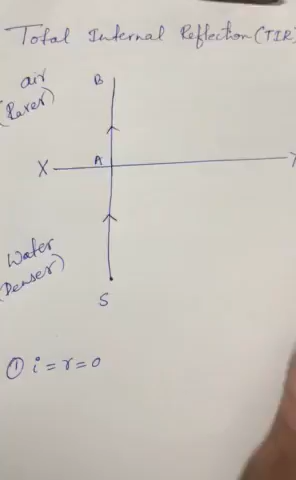 Total Internal Reflection (TIR)
air
(Rarer)
B
X
A
Water
(Denser)
S
① i = r = 0